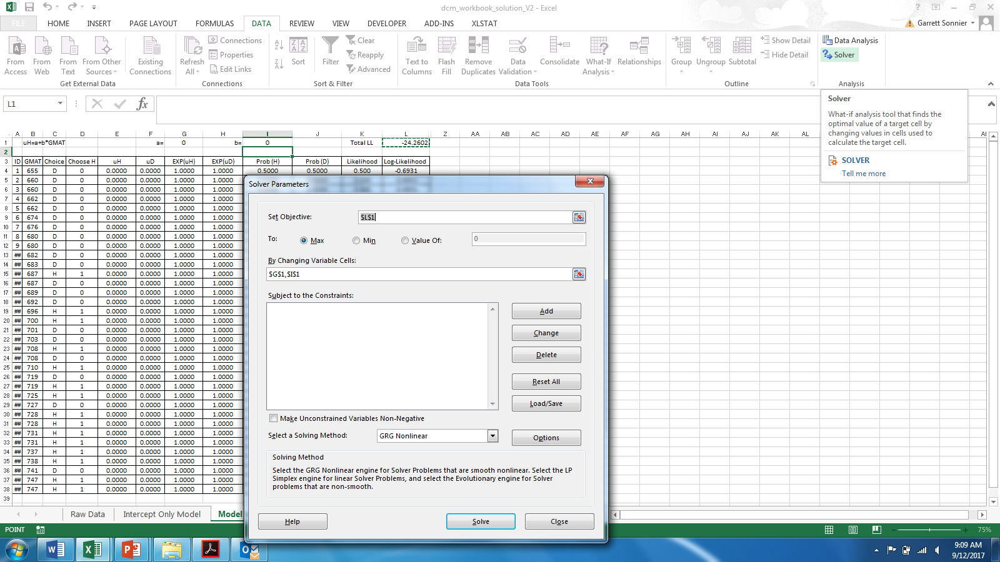 dcm_workbook_solution_V2 - Excel
FILE HOME INSERT PAGE LAYOUT FORMULAS DATA REVIEW VIEW DEVELOPER ADD-INS XLSTAT Garrett Sonnier
From Access
From Web
From Text
From Other Sources
Existing Connections
Get External Data
Refresh All
Connections
Properties
Edit Links
Connections
Sort
Filter
Clear
Reapply
Advanced
Sort & Filter
Text to Columns
Flash Fill
Remove Duplicates
Data Validation
Consolidate
What-If Analysis
Relationships
Data Tools
Group
Ungroup
Subtotal
Show Detail
Hide Detail
Outline
Data Analysis
Solver
Analysis
L1
fx
Solver
What-if analysis tool that finds the
optimal value of a target cell by
changing values in cells used to
calculate the target cell.
SOLVER
Tell me more
A B C D E F G H I J K L Z AA AB AC AD AE AF AG AH AI AJ AK AL
1 uH=a+b*GMAT a= 0 b= 0 Total LL -24.2602
2
3 ID GMAT Choice Choose H uH uD EXP(uH) EXP(uD) Prob (H) Prob (D) Likelihood Log-Likelihood
4 1 655 D 0 0.0000 0.0000 1.0000 1.0000 0.5000 0.5000 0.500 -0.6931
5 2 660 D 0 0.0000 0.0000 1.0000 1.0000
6 3 660 D 0 0.0000 0.0000 1.0000 1.0000
7 4 662 D 0 0.0000 0.0000 1.0000 1.0000
8 5 662 D 0 0.0000 0.0000 1.0000 1.0000
9 6 674 D 0 0.0000 0.0000 1.0000 1.0000
10 7 676 D 0 0.0000 0.0000 1.0000 1.0000
11 8 680 D 0 0.0000 0.0000 1.0000 1.0000
12 9 680 D 0 0.0000 0.0000 1.0000 1.0000
13 ## 682 D 0 0.0000 0.0000 1.0000 1.0000
14 ## 683 D 0 0.0000 0.0000 1.0000 1.0000
15 ## 687 H 1 0.0000 0.0000 1.0000 1.0000
16 ## 687 D 0 0.0000 0.0000 1.0000 1.0000
17 ## 689 D 0 0.0000 0.0000 1.0000 1.0000
18 ## 692 D 0 0.0000 0.0000 1.0000 1.0000
19 ## 696 H 1 0.0000 0.0000 1.0000 1.0000
20 ## 700 H 1 0.0000 0.0000 1.0000 1.0000
21 ## 701 D 0 0.0000 0.0000 1.0000 1.0000
22 ## 703 D 0 0.0000 0.0000 1.0000 1.0000
23 ## 708 H 1 0.0000 0.0000 1.0000 1.0000
24 ## 708 D 0 0.0000 0.0000 1.0000 1.0000
25 ## 710 H 1 0.0000 0.0000 1.0000 1.0000
26 ## 719 D 0 0.0000 0.0000 1.0000 1.0000
27 ## 719 H 1 0.0000 0.0000 1.0000 1.0000
28 ## 725 H 1 0.0000 0.0000 1.0000 1.0000
29 ## 727 D 0 0.0000 0.0000 1.0000 1.0000
30 ## 728 H 1 0.0000 0.0000 1.0000 1.0000
31 ## 728 H 1 0.0000 0.0000 1.0000 1.0000
32 ## 731 H 1 0.0000 0.0000 1.0000 1.0000
33 ## 731 H 1 0.0000 0.0000 1.0000 1.0000
34 ## 737 H 1 0.0000 0.0000 1.0000 1.0000
35 ## 738 H 1 0.0000 0.0000 1.0000 1.0000
36 ## 741 D 0 0.0000 0.0000 1.0000 1.0000
37 ## 747 H 1 0.0000 0.0000 1.0000 1.0000
38 ## 747 H 1 0.0000 0.0000 1.0000 1.0000
39
Solver Parameters
Set Objective: $L$1
To: Max Min Value Of: 0
By Changing Variable Cells:
$G$1,$I$1
Subject to the Constraints:
Add
Change
Delete
Reset All
Load/Save
Make Unconstrained Variables Non-Negative
Select a Solving Method: GRG Nonlinear Options
Solving Method
Select the GRG Nonlinear engine for Solver Problems that are smooth nonlinear. Select the LP
Simplex engine for linear Solver Problems, and select the Evolutionary engine for Solver
problems that are non-smooth.
Help Solve Close
Raw Data Intercept Only Model Model
POINT 75%
9:09 AM
9/12/2017